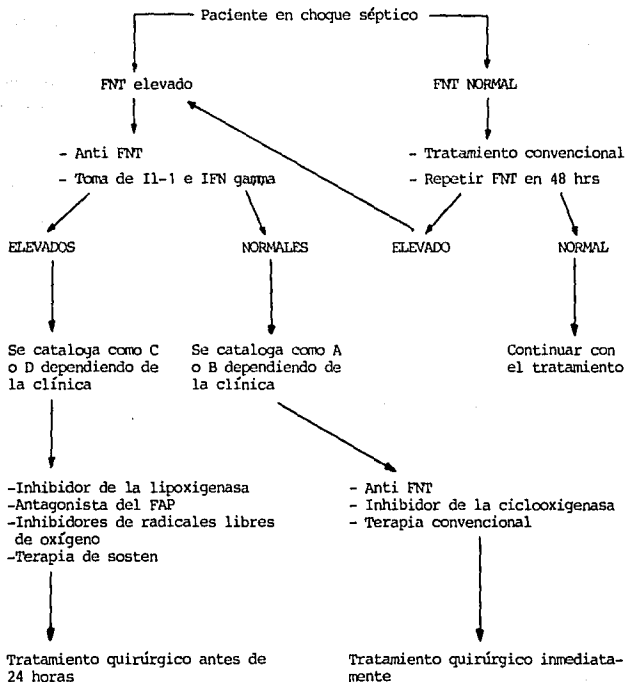 Paciente en choque séptico
FNT elevado
FNT NORMAL
- Anti FNT
- Toma de Il-1 e IFN gamma
- Tratamiento convencional
- Repetir FNT en 48 hrs
ELEVADOS
NORMALES
ELEVADO
NORMAL
Se cataloga como C
o D dependiendo de
la clínica
Se cataloga como A
o B dependiendo de
la clínica
Continuar con
el tratamiento
-Inhibidor de la lipoxigenasa
-Antagonista del FAP
-Inhibidores de radicales libres
de oxígeno
-Terapia de sosten
- Anti FNT
- Inhibidor de la ciclooxigenasa
- Terapia convencional
Tratamiento quirúrgico antes de
24 horas
Tratamiento quirúrgico inmediata-
mente